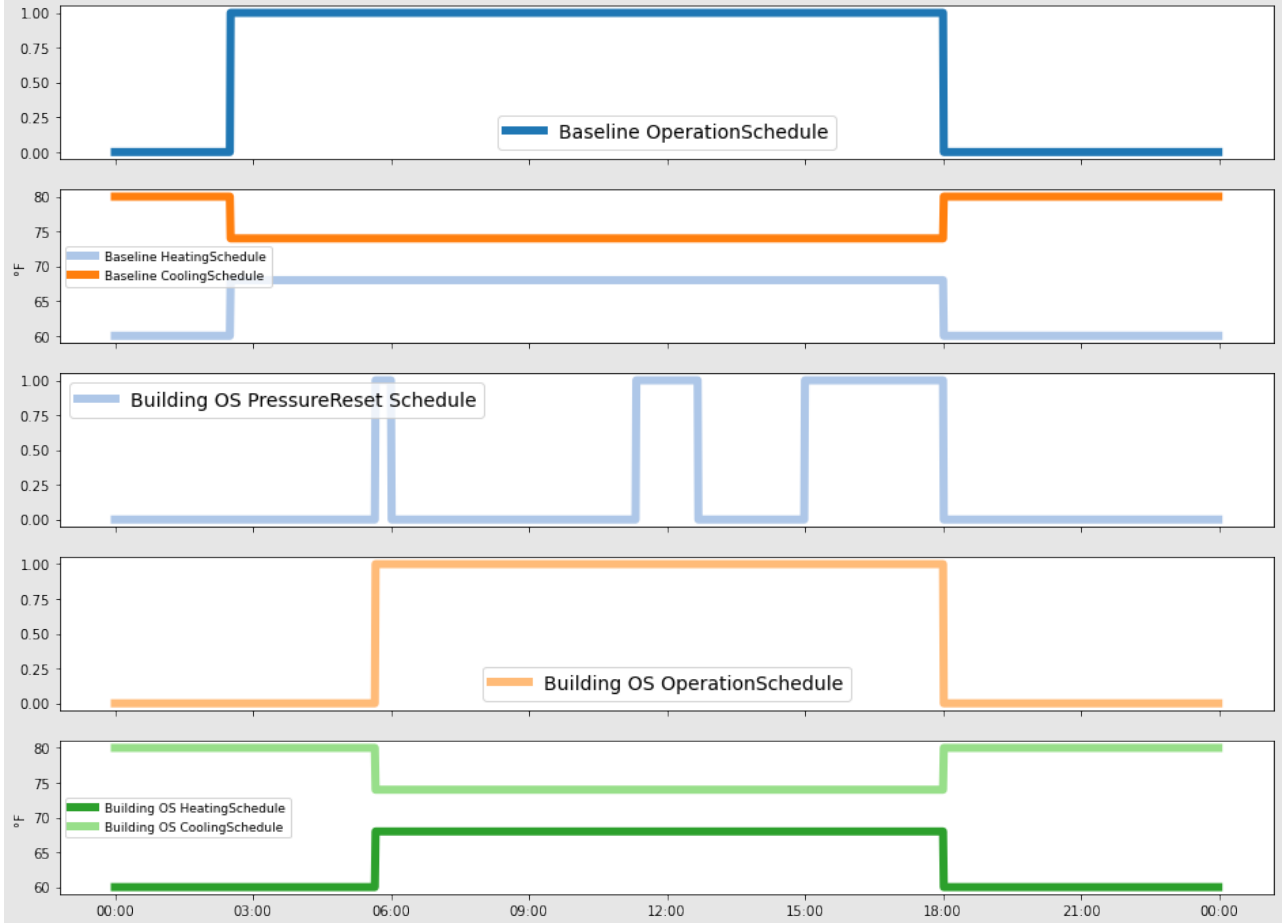 1.00
0.75
0.50
0.25
0.00
Baseline OperationSchedule
80
75
70
65
60
°F
Baseline HeatingSchedule
Baseline CoolingSchedule
1.00
0.75
0.50
0.25
0.00
Building OS PressureReset Schedule
1.00
0.75
0.50
0.25
0.00
Building OS OperationSchedule
80
75
70
65
60
°F
Building OS HeatingSchedule
Building OS CoolingSchedule
00:00 03:00 06:00 09:00 12:00 15:00 18:00 21:00 00:00